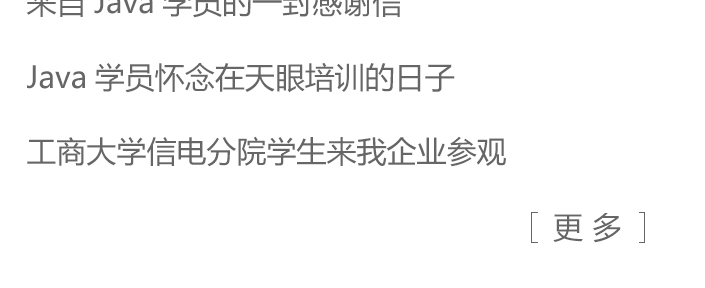 来自 Java 学员的一封感谢信
Java 学员怀念在天眼培训的日子
工商大学信电分院学生来我企业参观
［ 更 多 ］